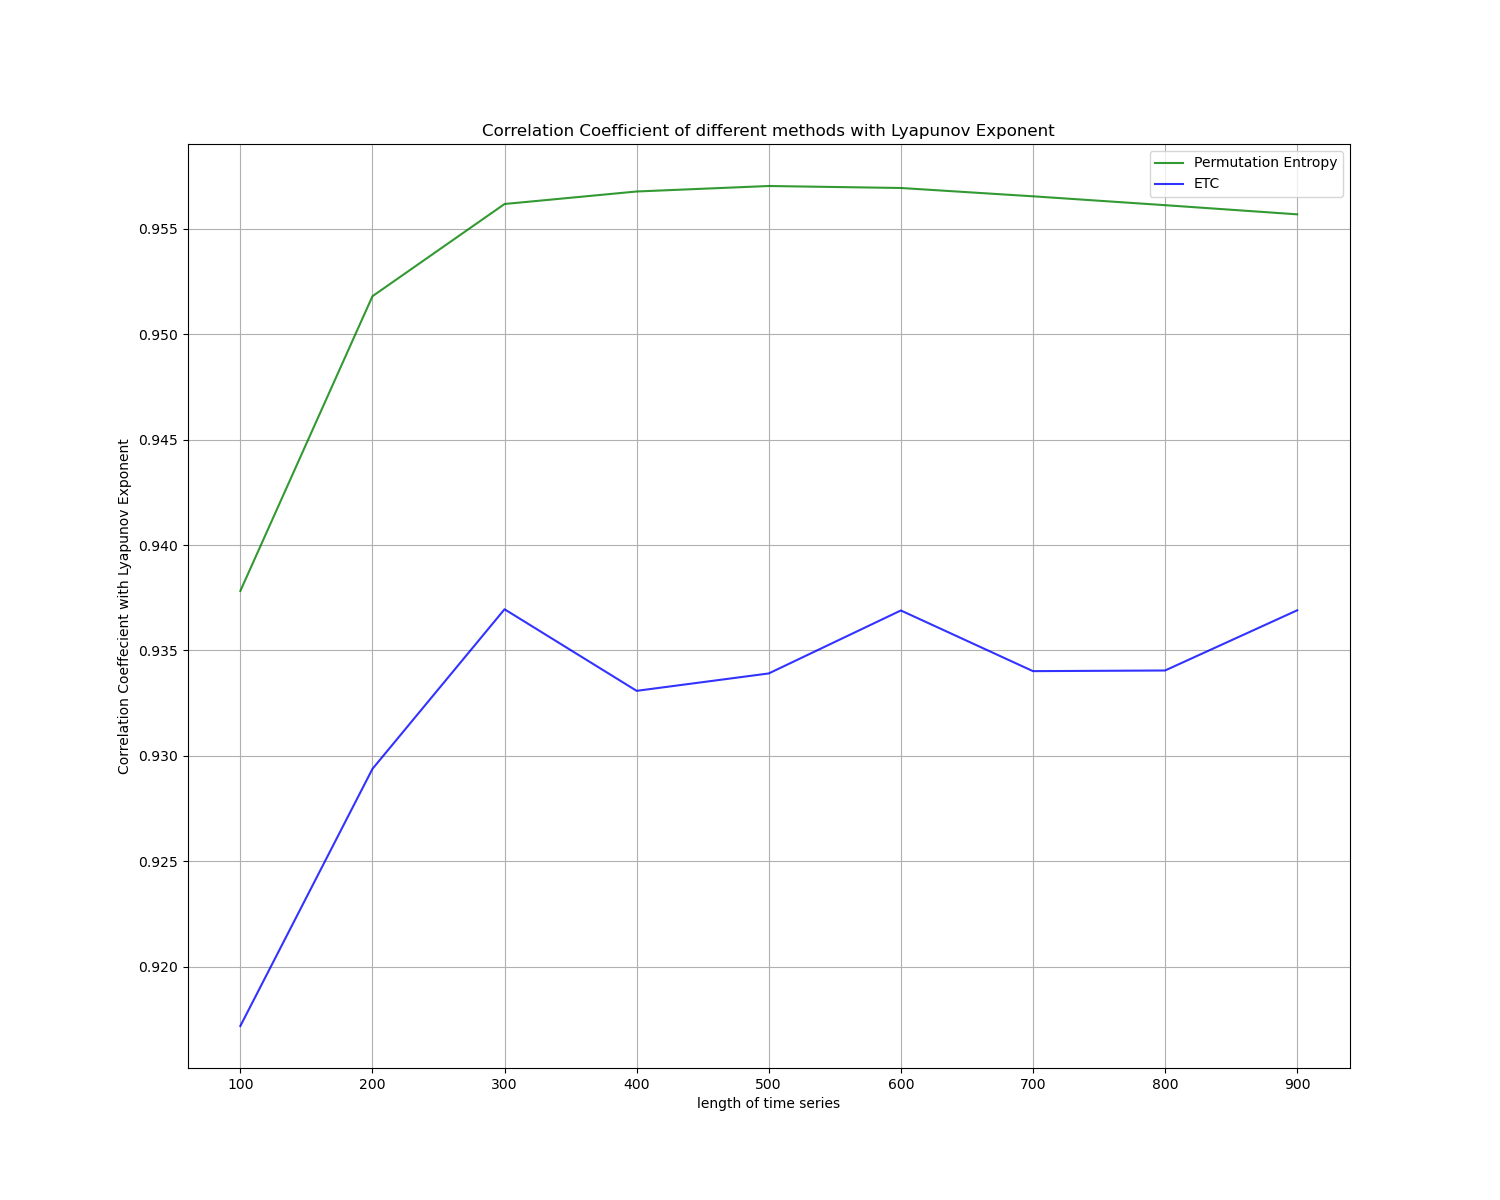 Correlation Coefficient of different methods with Lyapunov Exponent
Permutation Entropy
ETC
Correlation Coeffecient with Lyapunov Exponent
0.955
0.950
0.945
0.940
0.935
0.930
0.925
0.920
100 200 300 400 500 600 700 800 900
length of time series